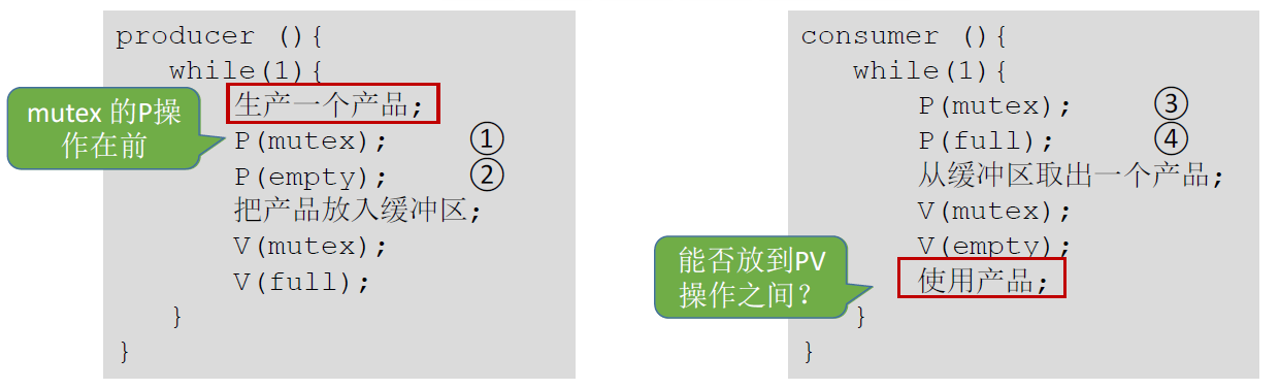 producer (){
while(1){
生产一个产品;
P(mutex); ①
P(empty); ②
把产品放入缓冲区;
V(mutex);
V(full);
}
}
mutex 的P操
作在前
consumer (){
while(1){
P(mutex); ③
P(full); ④
从缓冲区取出一个产品;
V(mutex);
V(empty);
使用产品;
}
}
能否放到PV
操作之间?